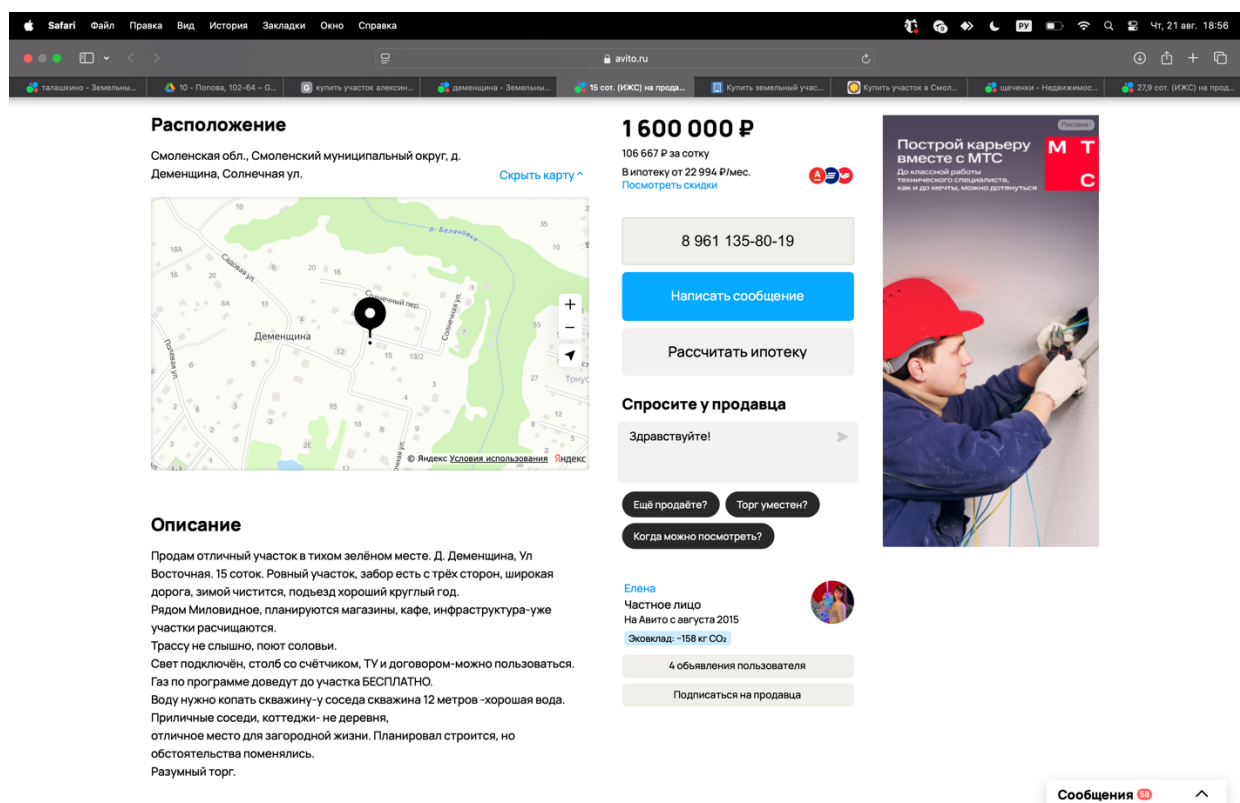 Safari Файл Правка Вид История Закладки Окно Справка
РУ
Чт, 21 авг. 18:56
avito.ru
талашкино - Земельны...
10 - Попова, 102-64 – G...
купить участок алексин...
деменщина - Земельны...
15 сот. (ИЖС) на прода...
Купить земельный учас...
Купить участок в Смол...
щеченки - Недвижимос...
27,9 сот. (ИЖС) на прод...
Расположение
Смоленская обл., Смоленский муниципальный округ, д.
Деменщина, Солнечная ул.
Скрыть карту
р. Беляновка
Садовая ул.
Солнечный пер.
Солнечная ул.
Деменщина
Полевая ул.
© Яндекс Условия использования Яндекс
Описание
Продам отличный участок в тихом зелёном месте. Д. Деменщина, Ул
Восточная. 15 соток. Ровный участок, забор есть с трёх сторон, широкая
дорога, зимой чистится, подъезд хороший круглый год.
Рядом Миловидное, планируются магазины, кафе, инфраструктура-уже
участки расчищаются.
Трассу не слышно, поют соловьи.
Свет подключён, столб со счётчиком, ТУ и договором-можно пользоваться.
Газ по программе доведут до участка БЕСПЛАТНО.
Воду нужно копать скважину-у соседа скважина 12 метров -хорошая вода.
Приличные соседи, коттеджи- не деревня,
отличное место для загородной жизни. Планировал строится, но
обстоятельства поменялись.
Разумный торг.
1 600 000 ₽
106 667 ₽ за сотку
В ипотеку от 22 994 ₽/мес.
Посмотреть скидки
8 961 135-80-19
Написать сообщение
Рассчитать ипотеку
Спросите у продавца
Здравствуйте!
Ещё продаёте?
Торг уместен?
Когда можно посмотреть?
Елена
Частное лицо
На Авито с августа 2015
Эковклад: −158 кг CO₂
4 объявления пользователя
Подписаться на продавца
Реклама
Построй карьеру
вместе с МТС
До классной работы
технического специалиста,
как и до мечты, можно дотянуться
М Т
С
Сообщения 58